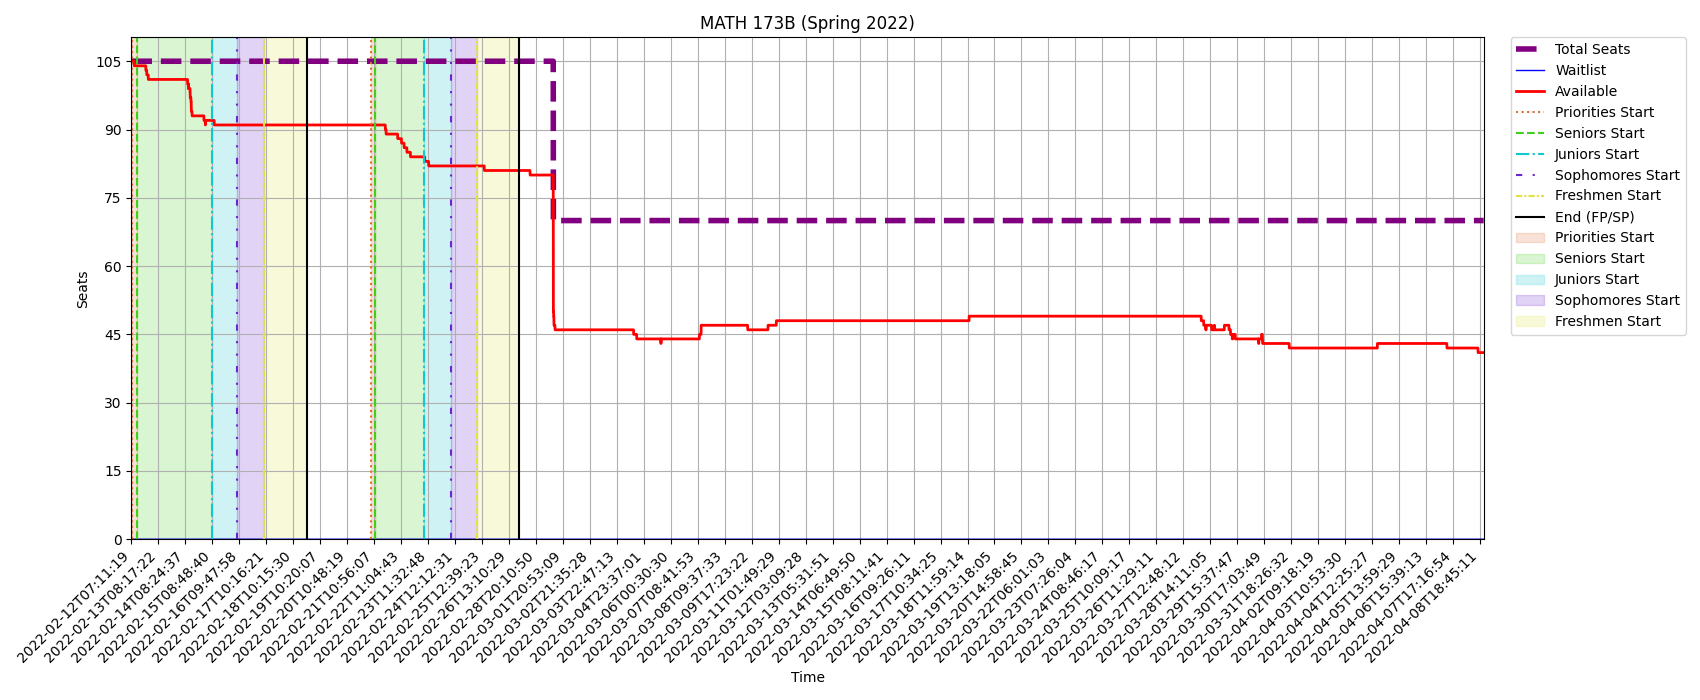 MATH 173B (Spring 2022)
Seats
105
90
75
60
45
30
15
0
2022-02-12T07:11:19
2022-02-13T08:17:22
2022-02-14T08:24:37
2022-02-15T08:48:40
2022-02-16T09:47:58
2022-02-17T10:16:21
2022-02-18T10:15:30
2022-02-19T10:20:07
2022-02-20T10:48:19
2022-02-21T10:56:07
2022-02-22T11:04:43
2022-02-23T11:32:48
2022-02-24T12:12:31
2022-02-25T12:39:23
2022-02-26T13:10:29
2022-02-28T20:10:50
2022-03-01T20:53:09
2022-03-02T21:35:28
2022-03-03T22:47:13
2022-03-04T23:37:01
2022-03-06T00:30:30
2022-03-07T08:41:53
2022-03-08T09:37:33
2022-03-09T17:23:22
2022-03-11T01:49:29
2022-03-12T03:09:28
2022-03-13T05:31:51
2022-03-14T06:49:50
2022-03-15T08:11:41
2022-03-16T09:26:11
2022-03-17T10:34:25
2022-03-18T11:59:14
2022-03-19T13:18:05
2022-03-20T14:58:45
2022-03-22T06:01:03
2022-03-23T07:26:04
2022-03-24T08:46:17
2022-03-25T10:09:17
2022-03-26T11:29:11
2022-03-27T12:48:12
2022-03-28T14:11:05
2022-03-29T15:37:47
2022-03-30T17:03:49
2022-03-31T18:26:32
2022-04-02T09:18:19
2022-04-03T10:53:30
2022-04-04T12:25:27
2022-04-05T13:59:29
2022-04-06T15:39:13
2022-04-07T17:16:54
2022-04-08T18:45:11
Time
Total Seats
Waitlist
Available
Priorities Start
Seniors Start
Juniors Start
Sophomores Start
Freshmen Start
End (FP/SP)
Priorities Start
Seniors Start
Juniors Start
Sophomores Start
Freshmen Start